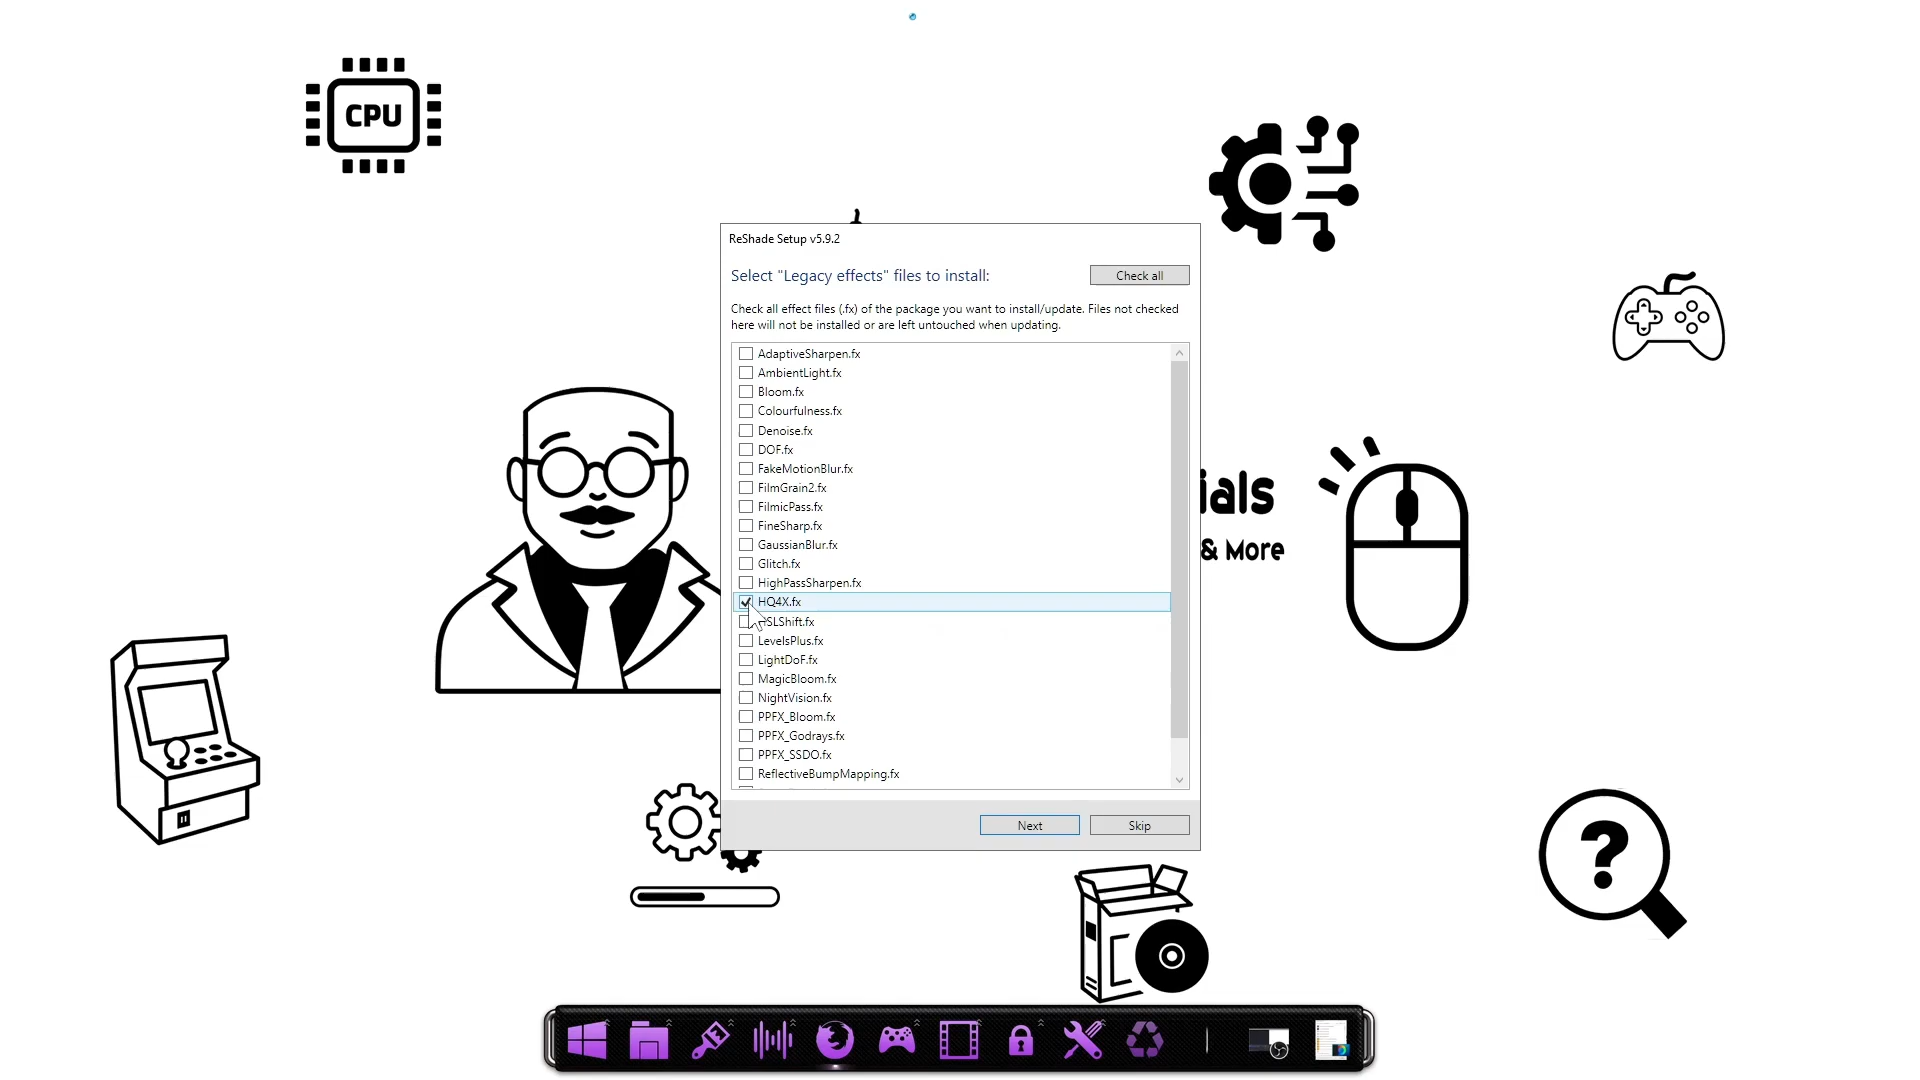 CPU
ReShade Setup v5.9.2
Select "Legacy effects" files to install:
Check all
Check all effect files (.fx) of the package you want to install/update. Files not checked
here will not be installed or are left untouched when updating.
AdaptiveSharpen.fx
AmbientLight.fx
Bloom.fx
Colourfulness.fx
Denoise.fx
DOF.fx
FakeMotionBlur.fx
FilmGrain2.fx
FilmicPass.fx
FineSharp.fx
GaussianBlur.fx
Glitch.fx
HighPassSharpen.fx
HQ4X.fx
SLShift.fx
LevelsPlus.fx
LightDoF.fx
MagicBloom.fx
NightVision.fx
PPFX_Bloom.fx
PPFX_Godrays.fx
PPFX_SSDO.fx
ReflectiveBumpMapping.fx
Next
Skip
ials
& More
?